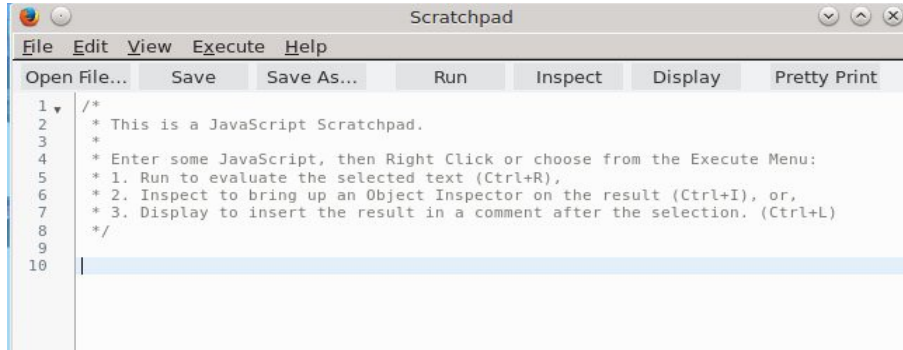 Scratchpad
File Edit View Execute Help
Open File... Save Save As... Run Inspect Display Pretty Print
1 /*
2 * This is a JavaScript Scratchpad.
3 *
4 * Enter some JavaScript, then Right Click or choose from the Execute Menu:
5 * 1. Run to evaluate the selected text (Ctrl+R),
6 * 2. Inspect to bring up an Object Inspector on the result (Ctrl+I), or,
7 * 3. Display to insert the result in a comment after the selection. (Ctrl+L)
8 */
9
10